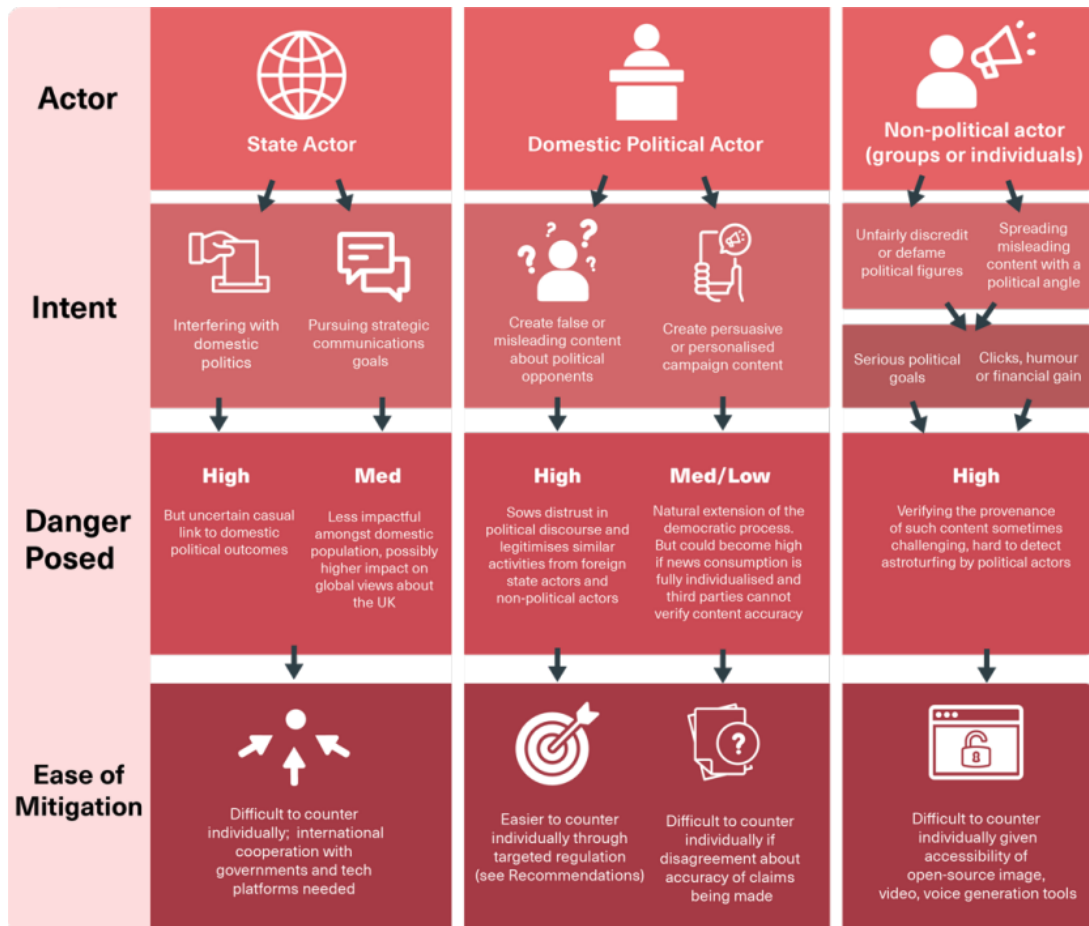 Actor
State Actor
Domestic Political Actor
Non-political actor
(groups or individuals)
Intent
Interfering with
domestic
politics
Pursuing strategic
communications
goals
?
?
?
?
Create false or
misleading content
about political
opponents
Create persuasive
or personalised
campaign content
Unfairly discredit
or defame
political figures
Spreading
misleading
content with a
political angle
Serious political
goals
Clicks, humour
or financial gain
Danger
Posed
High
But uncertain casual
link to domestic
political outcomes
Med
Less impactful
amongst domestic
population, possibly
higher impact on
global views about
the UK
High
Sows distrust in
political discourse and
legitimises similar
activities from foreign
state actors and
non-political actors
Med/Low
Natural extension of the
democratic process.
But could become high
if news consumption is
fully individualised and
third parties cannot
verify content accuracy
High
Verifying the provenance
of such content sometimes
challenging, hard to detect
astroturfing by political actors
Ease of
Mitigation
Difficult to counter
individually; international
cooperation with
governments and tech
platforms needed
Easier to counter
individually through
targeted regulation
(see Recommendations)
?
Difficult to counter
individually if
disagreement about
accuracy of claims
being made
Difficult to counter
individually given
accessibility of
open-source image,
video, voice generation tools